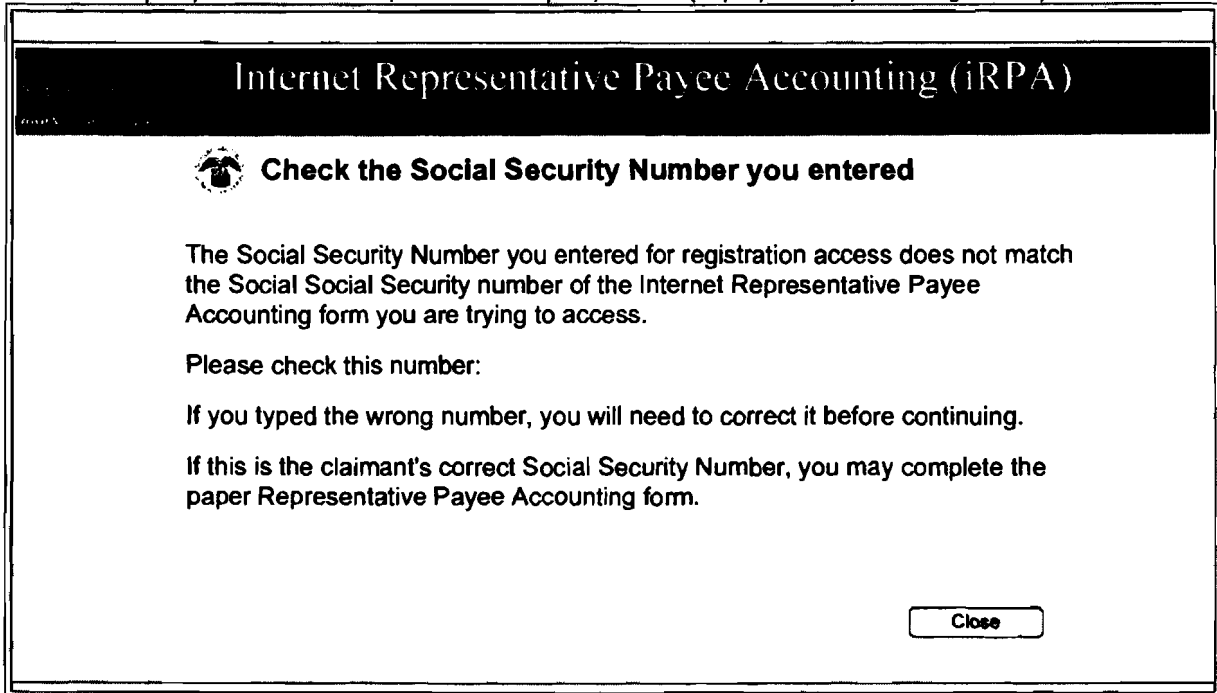 Internet Representative Payee Accounting (iRPA)
Check the Social Security Number you entered
The Social Security Number you entered for registration access does not match
the Social Social Security number of the Internet Representative Payee
Accounting form you are trying to access.
Please check this number:
If you typed the wrong number, you will need to correct it before continuing.
If this is the claimant's correct Social Security Number, you may complete the
paper Representative Payee Accounting form.
Close